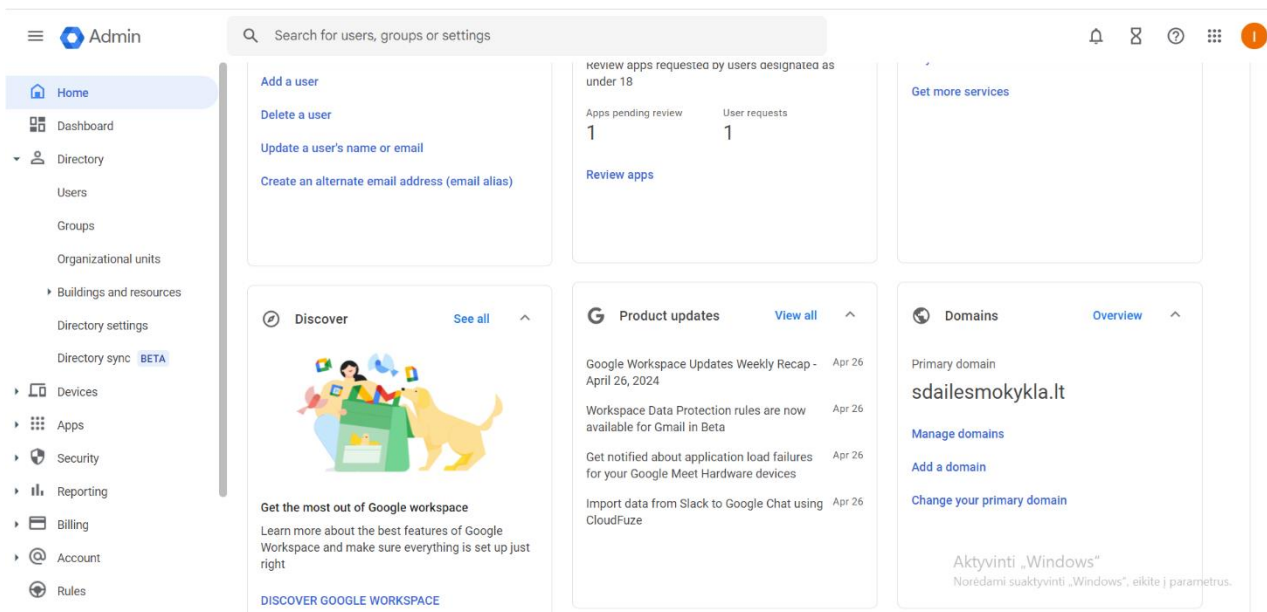 Admin
Search for users, groups or settings
I
Home
Dashboard
Directory
Users
Groups
Organizational units
Buildings and resources
Directory settings
Directory sync BETA
Devices
Apps
Security
Reporting
Billing
Account
Rules
Add a user
Delete a user
Update a user's name or email
Create an alternate email address (email alias)
Review apps requested by users designated as
under 18
Apps pending review User requests
1 1
Review apps
Get more services
Discover See all
Get the most out of Google workspace
Learn more about the best features of Google
Workspace and make sure everything is set up just
right
DISCOVER GOOGLE WORKSPACE
Product updates View all
Google Workspace Updates Weekly Recap - Apr 26
April 26, 2024
Workspace Data Protection rules are now Apr 26
available for Gmail in Beta
Get notified about application load failures Apr 26
for your Google Meet Hardware devices
Import data from Slack to Google Chat using Apr 26
CloudFuze
Domains Overview
Primary domain
sdailesmokykla.lt
Manage domains
Add a domain
Change your primary domain
Aktyvinti „Windows“
Norėdami suaktyvinti „Windows“, eikite į parametrus.